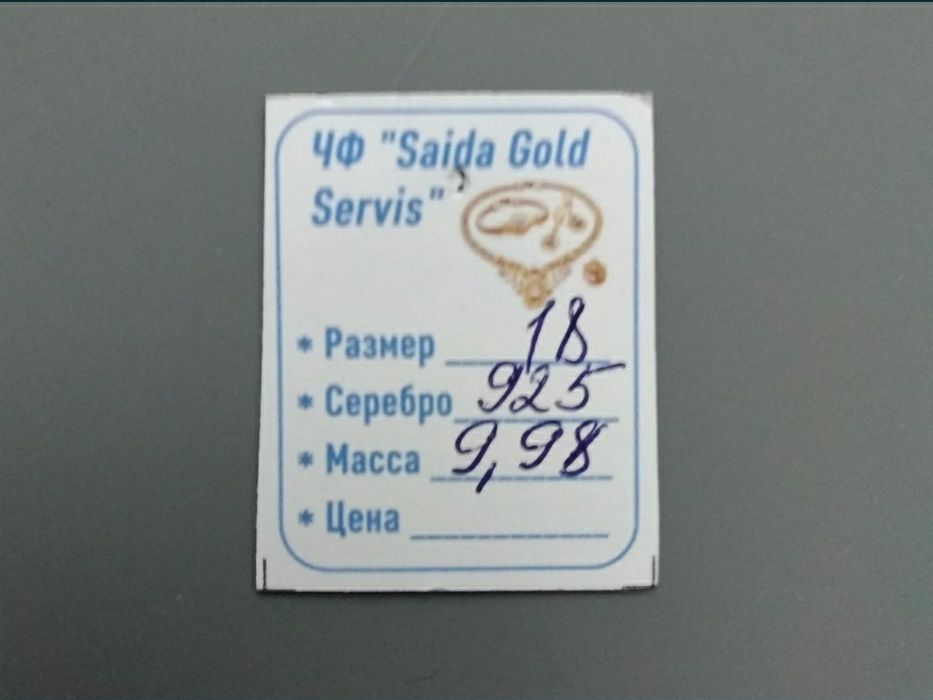 ЧФ "Saida Gold
Servis"
* Размер 18
* Серебро 925
* Масса 9,98
* Цена